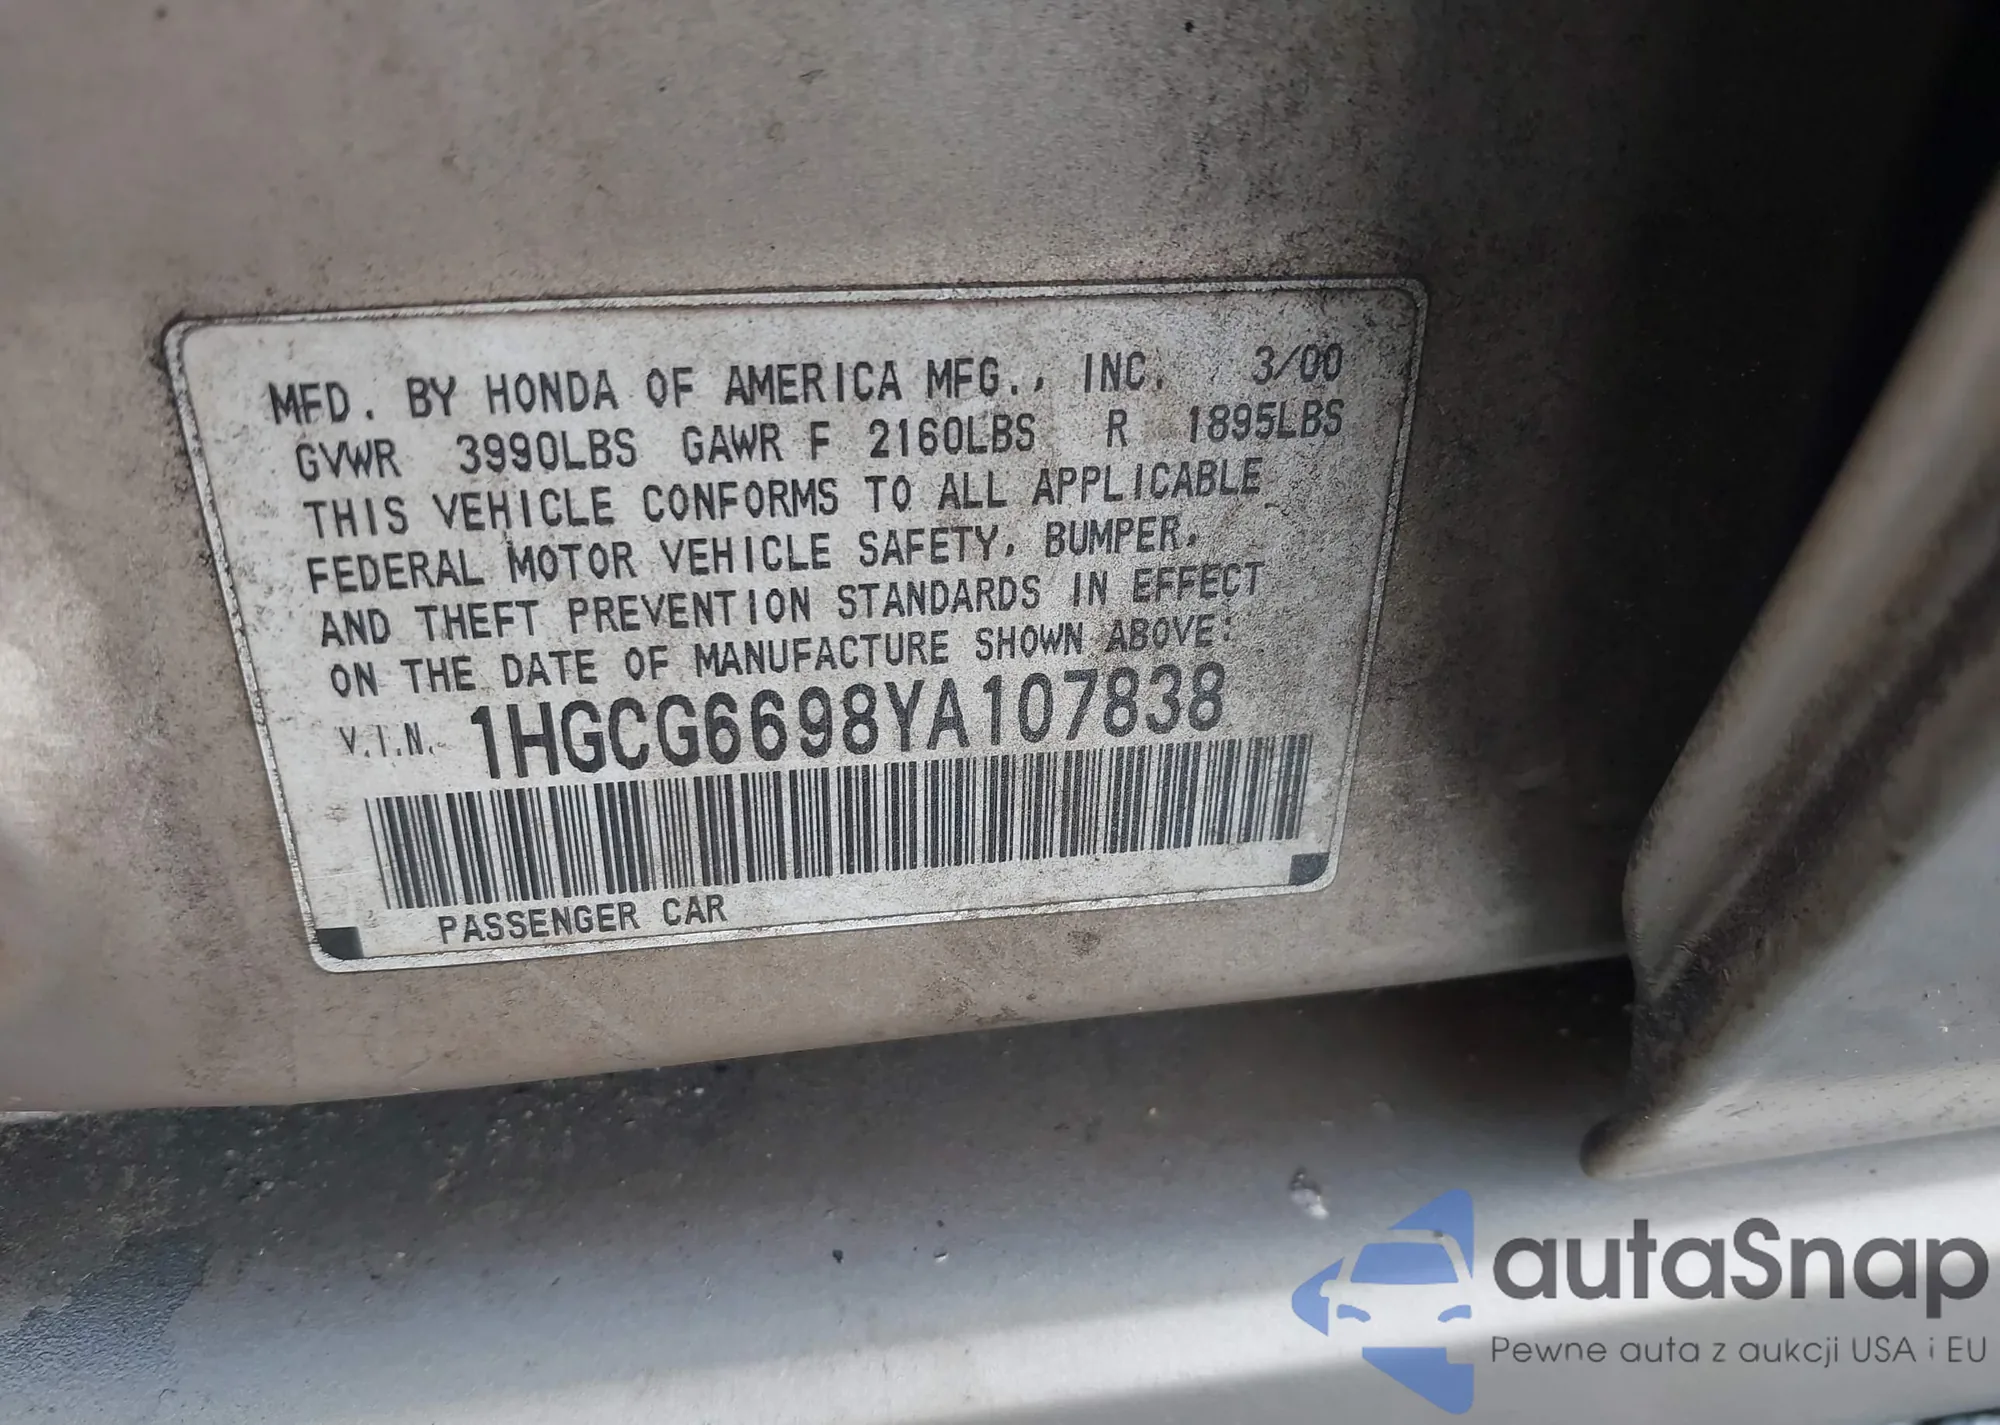 MFD. BY HONDA OF AMERICA MFG., INC. 3/00
GVWR 3990LBS GAWR F 2160LBS R 1895LBS
THIS VEHICLE CONFORMS TO ALL APPLICABLE
FEDERAL MOTOR VEHICLE SAFETY, BUMPER,
AND THEFT PREVENTION STANDARDS IN EFFECT
ON THE DATE OF MANUFACTURE SHOWN ABOVE:
V.I.N. 1HGCG6698YA107838
PASSENGER CAR
autaSnap
Pewne auta z aukcji USA i EU